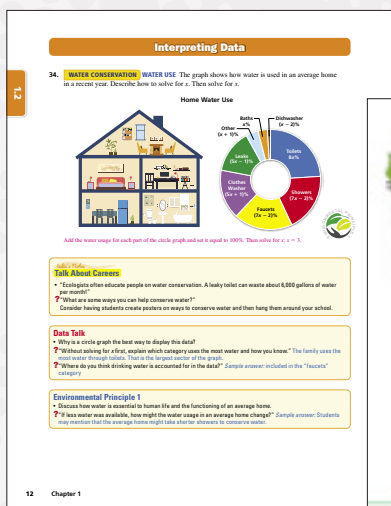 Interpreting Data
1.2
34. WATER CONSERVATION WATER USE The graph shows how water is used in an average home
in a recent year. Describe how to solve for x. Then solve for x.
Home Water Use
Baths
x%
Dishwasher
(x − 2)%
Other
(x + 1)%
Toilets
8x%
Leaks
(5x − 1)%
Showers
(7x − 2)%
Clothes
Washer
(5x + 1)%
Faucets
(7x − 2)%
Add the water usage for each part of the circle graph and set it equal to 100%. Then solve for x; x = 3.
Talk About Careers
• "Ecologists often educate people on water conservation. A leaky toilet can waste about 6,000 gallons of water
per month!"
? "What are some ways you can help conserve water?"
Consider having students create posters on ways to conserve water and then hang them around your school.
Data Talk
• Why is a circle graph the best way to display this data?
? "Without solving for x first, explain which category uses the most water and how you know." The family uses the
most water through toilets. That is the largest sector of the graph.
? "Where do you think drinking water is accounted for in the data?" Sample answer: included in the "faucets"
category
Environmental Principle 1
• Discuss how water is essential to human life and the functioning of an average home.
? "If less water was available, how might the water usage in an average home change?" Sample answer: Students
may mention that the average home might take shorter showers to conserve water.
12 Chapter 1